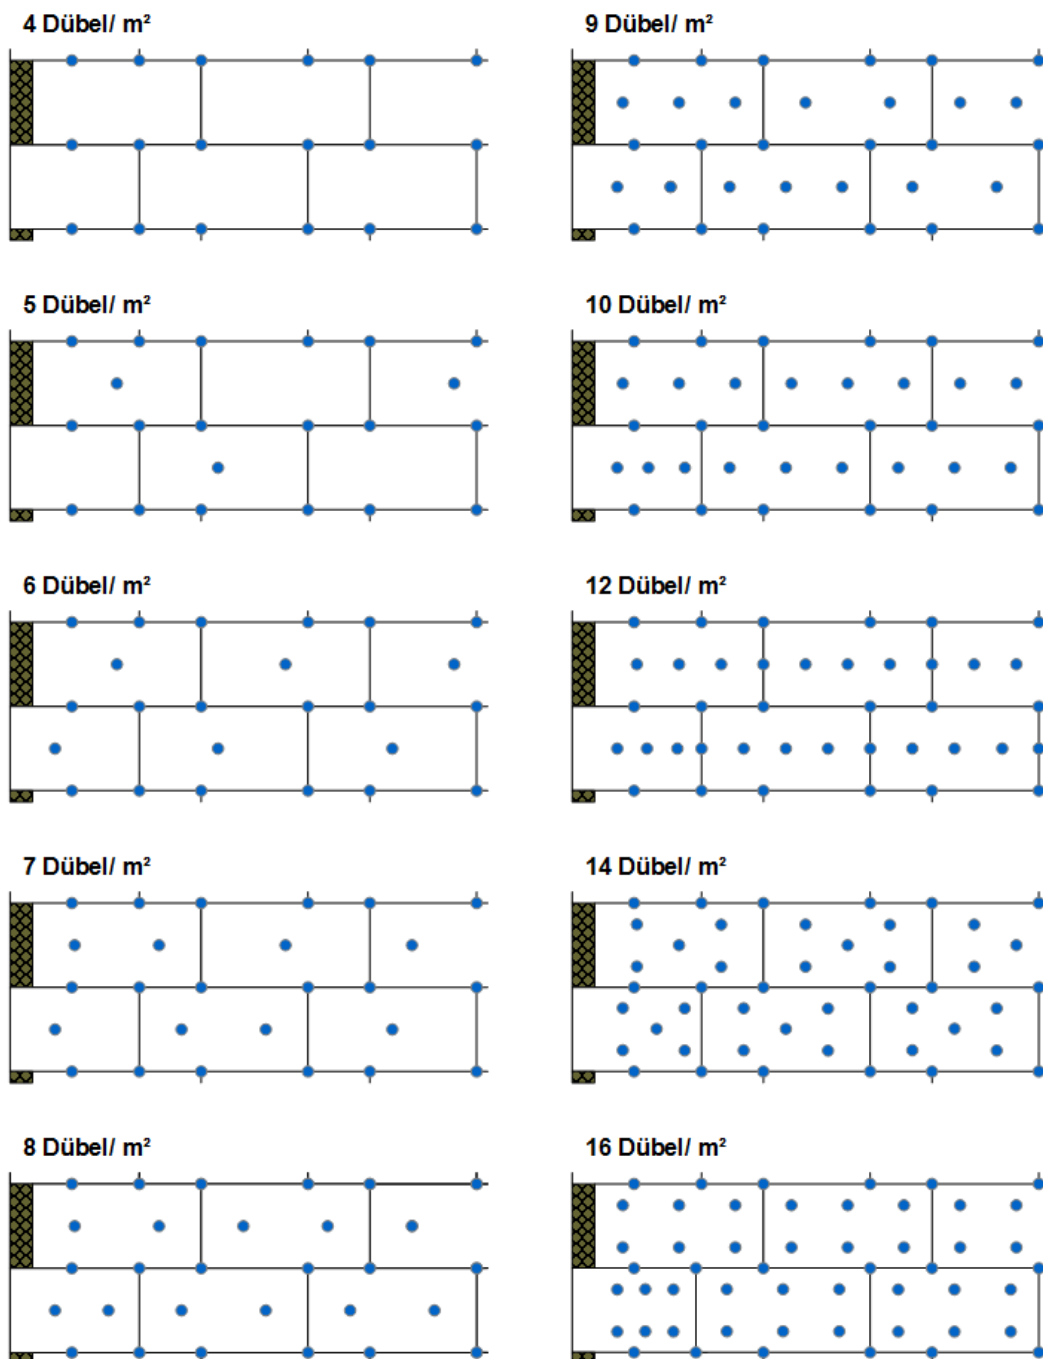 4 Dübel/ m²
9 Dübel/ m²
5 Dübel/ m²
10 Dübel/ m²
6 Dübel/ m²
12 Dübel/ m²
7 Dübel/ m²
14 Dübel/ m²
8 Dübel/ m²
16 Dübel/ m²